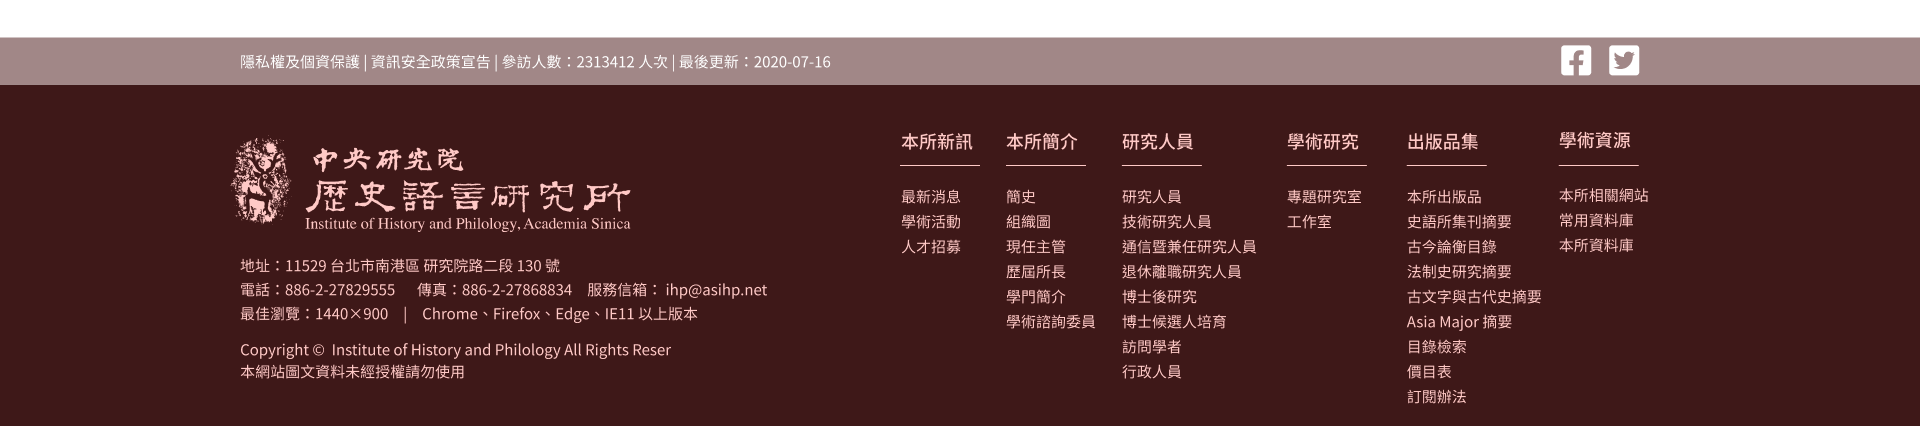 隱私權及個資保護 | 資訊安全政策宣告 | 參訪人數：2313412 人次 | 最後更新：2020-07-16
中央研究院
歷史語言研究所
Institute of History and Philology, Academia Sinica
地址：11529 台北市南港區 研究院路二段 130 號
電話：886-2-27829555 傳真：886-2-27868834 服務信箱： ihp@asihp.net
最佳瀏覽：1440×900 | Chrome、Firefox、Edge、IE11 以上版本
Copyright © Institute of History and Philology All Rights Reser
本網站圖文資料未經授權請勿使用
本所新訊
最新消息
學術活動
人才招募
本所簡介
簡史
組織圖
現任主管
歷屆所長
學門簡介
學術諮詢委員
研究人員
研究人員
技術研究人員
通信暨兼任研究人員
退休離職研究人員
博士後研究
博士候選人培育
訪問學者
行政人員
學術研究
專題研究室
工作室
出版品集
本所出版品
史語所集刊摘要
古今論衡目錄
法制史研究摘要
古文字與古代史摘要
Asia Major 摘要
目錄檢索
價目表
訂閱辦法
學術資源
本所相關網站
常用資料庫
本所資料庫